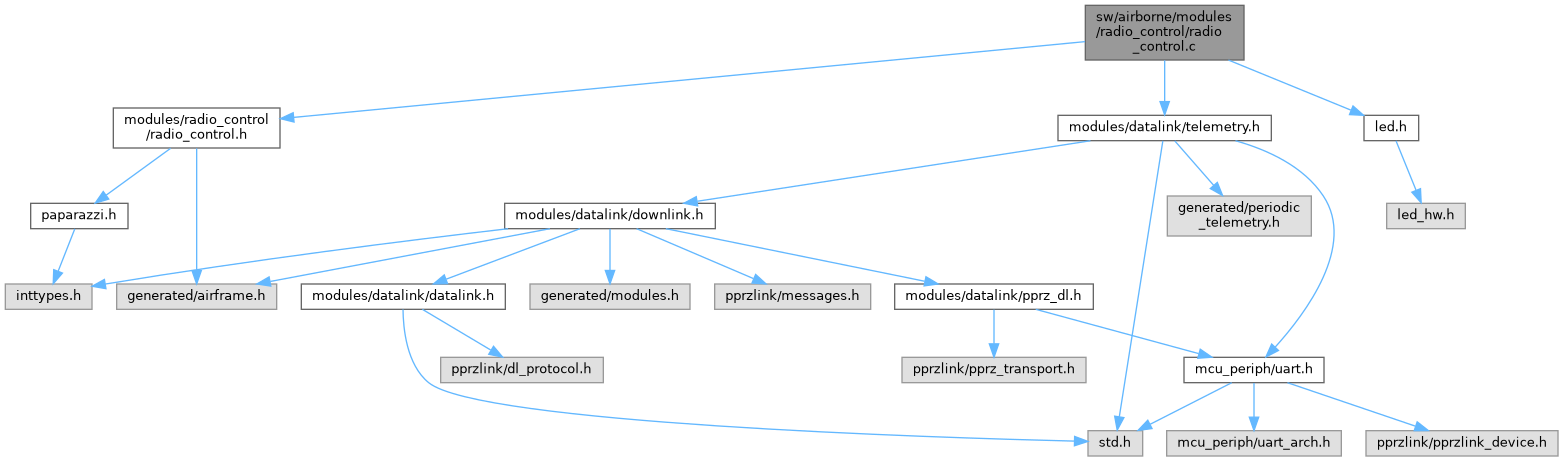 sw/airborne/modules
/radio_control/radio
_control.c
modules/radio_control
/radio_control.h
modules/datalink/telemetry.h
led.h
paparazzi.h
modules/datalink/downlink.h
generated/periodic
_telemetry.h
led_hw.h
inttypes.h
generated/airframe.h
modules/datalink/datalink.h
generated/modules.h
pprzlink/messages.h
modules/datalink/pprz_dl.h
pprzlink/dl_protocol.h
pprzlink/pprz_transport.h
mcu_periph/uart.h
std.h
mcu_periph/uart_arch.h
pprzlink/pprzlink_device.h